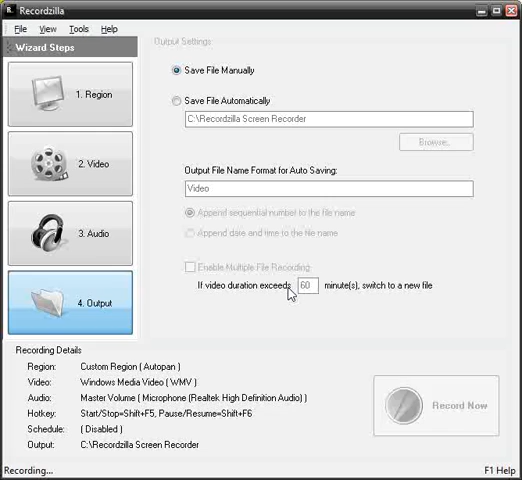 Recordzilla
File View Tools Help
Wizard Steps
1. Region
2. Video
3. Audio
4. Output
Output Settings
Save File Manually
Save File Automatically
C:\Recordzilla Screen Recorder
Browse...
Output File Name Format for Auto Saving:
Video
Append sequential number to the file name
Append date and time to the file name
Enable Multiple File Recording
If video duration exceeds 60 minute(s), switch to a new file
Recording Details
Region: Custom Region ( Autopan )
Video: Windows Media Video ( WMV )
Audio: Master Volume ( Microphone (Realtek High Definition Audio) )
Hotkey: Start/Stop=Shift+F5, Pause/Resume=Shift+F6
Schedule: ( Disabled )
Output: C:\Recordzilla Screen Recorder
Record Now
Recording... F1 Help